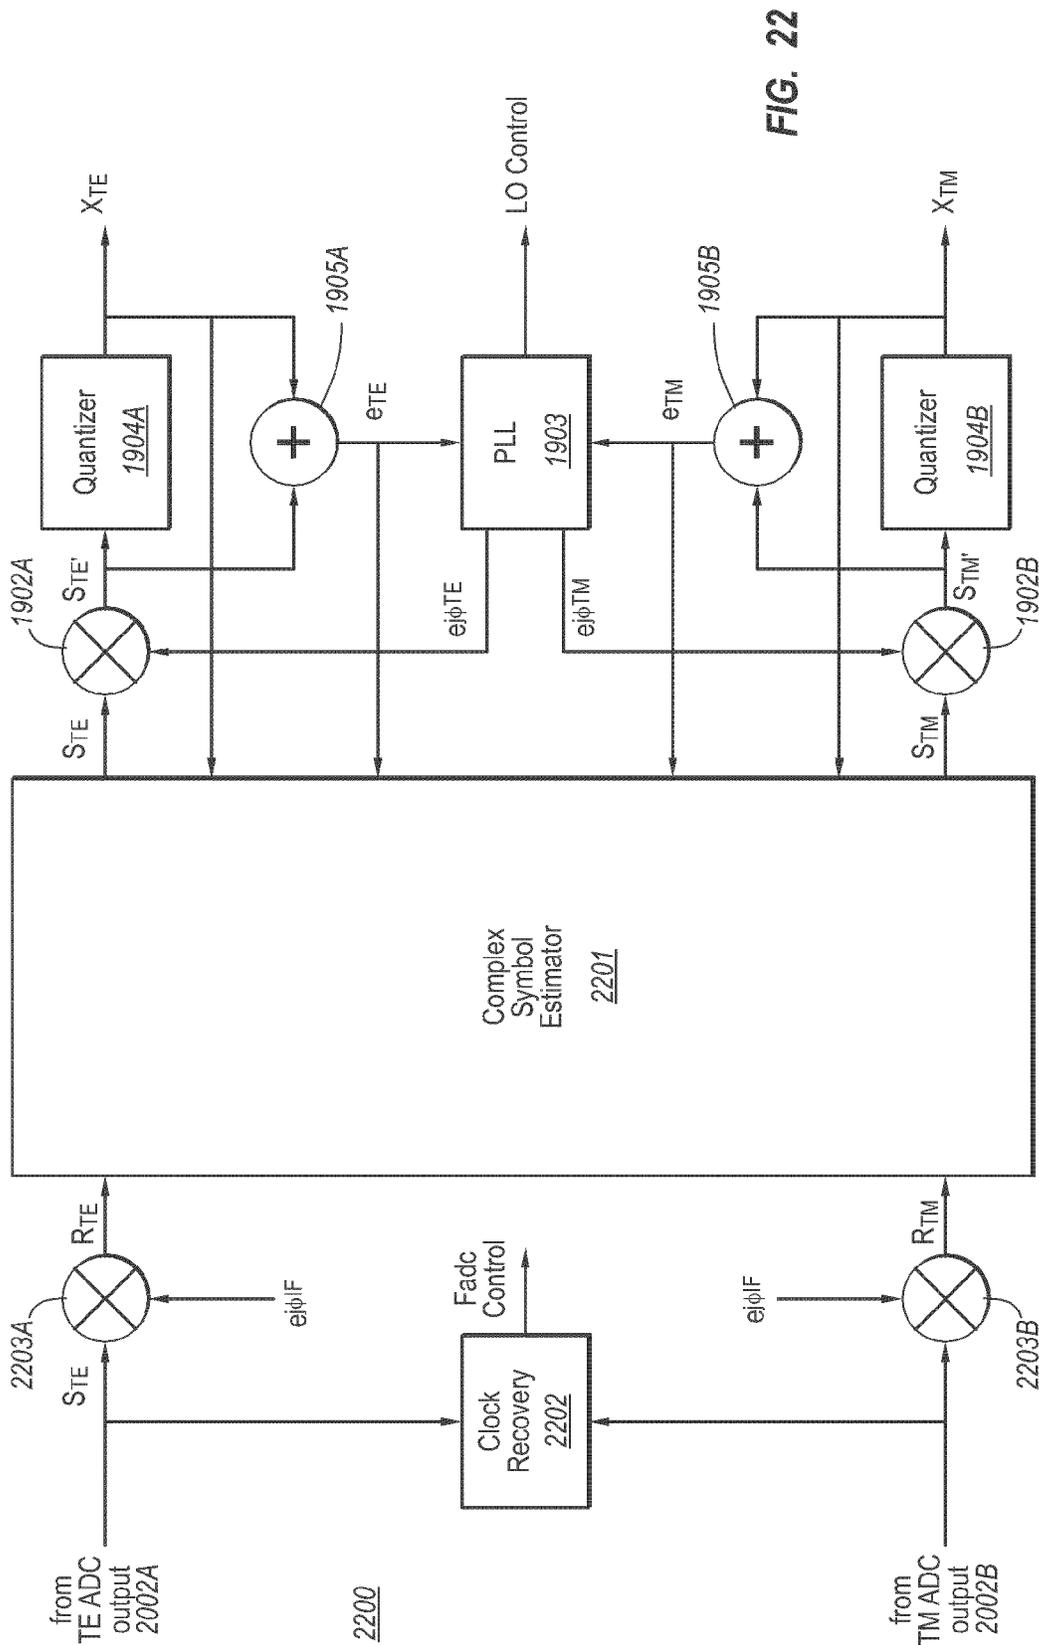 from
TE ADC
output
2002A
STE
2203A
RTE
ejϕIF
Clock
Recovery
2202
Fadc
Control
ejϕIF
from
TM ADC
output
2002B
2203B
RTM
2200
Complex
Symbol
Estimator
2201
STE
1902A
STE'
Quantizer
1904A
XTE
1905A
+
eTE
ejϕTE
PLL
1903
LO Control
ejϕTM
eTM
+
1905B
STM
1902B
STM'
Quantizer
1904B
XTM
FIG. 22